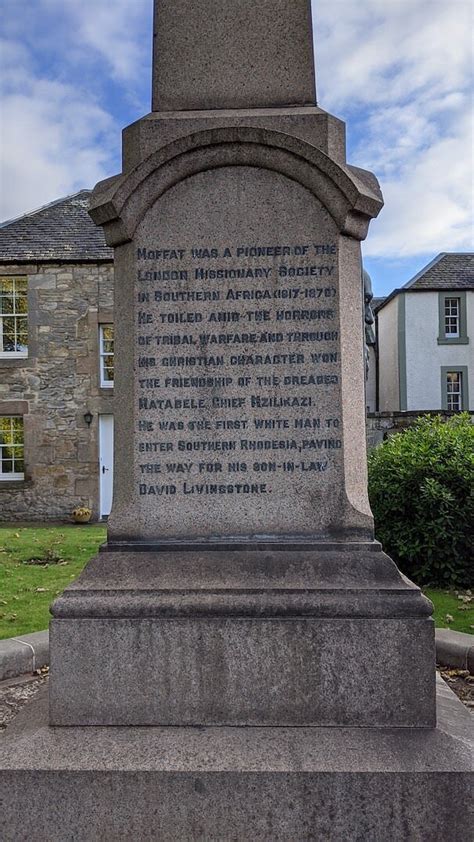 Moffat was a pioneer of the
London Missionary Society
in Southern Africa (1817-1870)
He toiled amid the horrors
of tribal warfare and through
his Christian character won
the friendship of the dreaded
Matabele Chief Mzilikazi.
He was the first white man to
enter Southern Rhodesia, paving
the way for his son-in-law
David Livingstone.